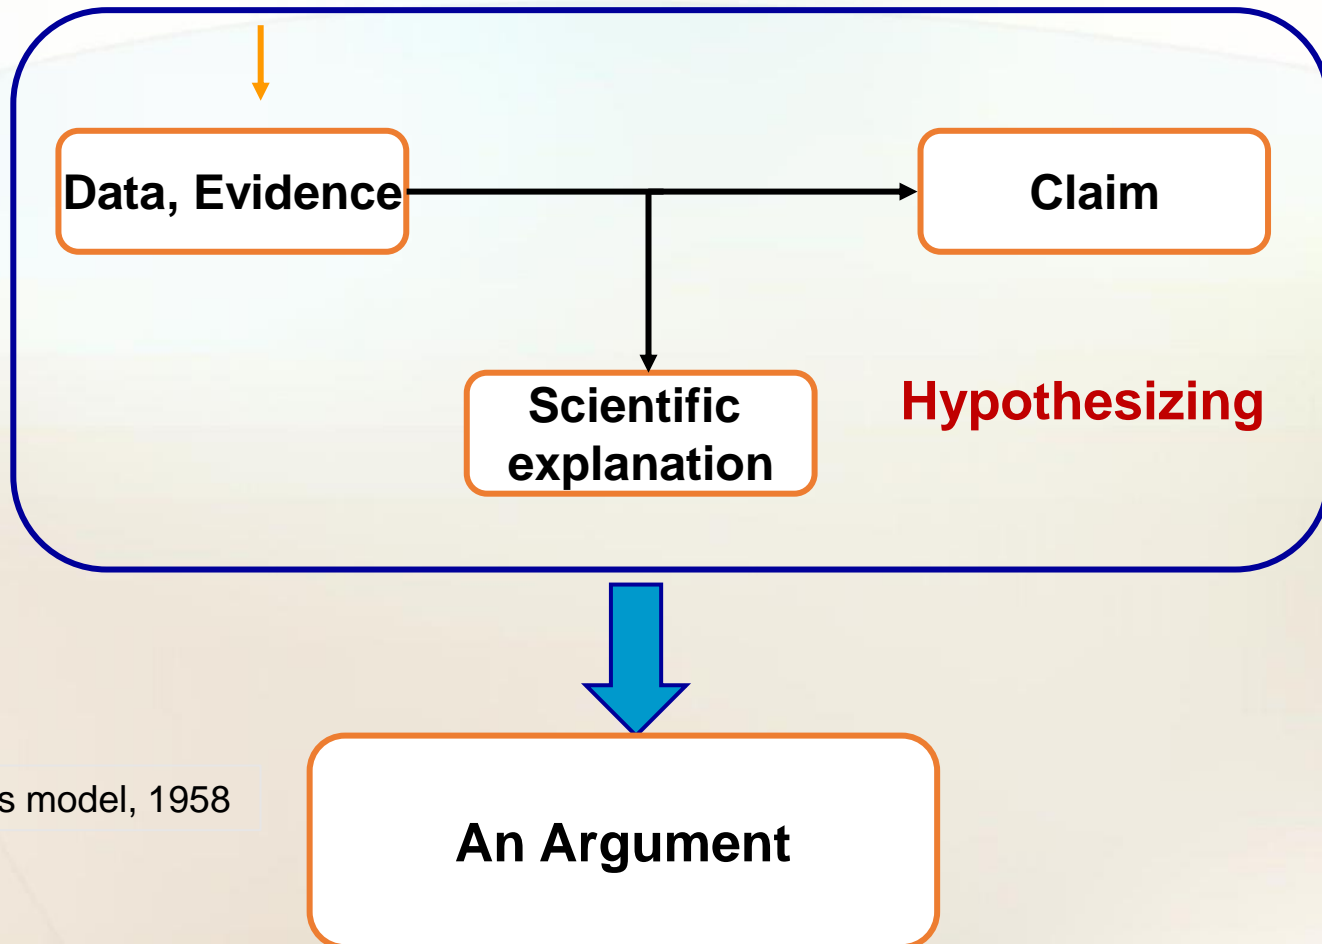 Data, Evidence
Claim
Scientific
explanation
Hypothesizing
s model, 1958
An Argument